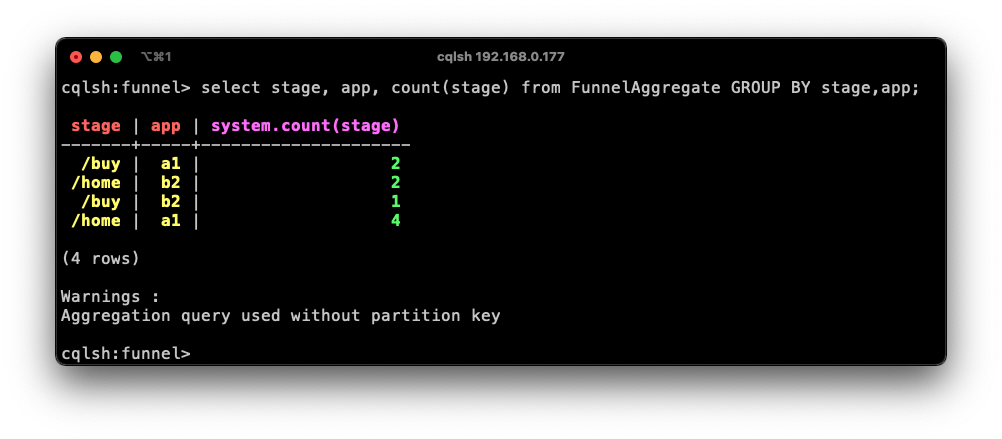 ⌥⌘1
cqlsh 192.168.0.177
cqlsh:funnel> select stage, app, count(stage) from FunnelAggregate GROUP BY stage,app;
stage | app | system.count(stage)
-------+-----+---------------------
/buy | a1 | 2
/home | b2 | 2
/buy | b2 | 1
/home | a1 | 4
(4 rows)
Warnings :
Aggregation query used without partition key
cqlsh:funnel>